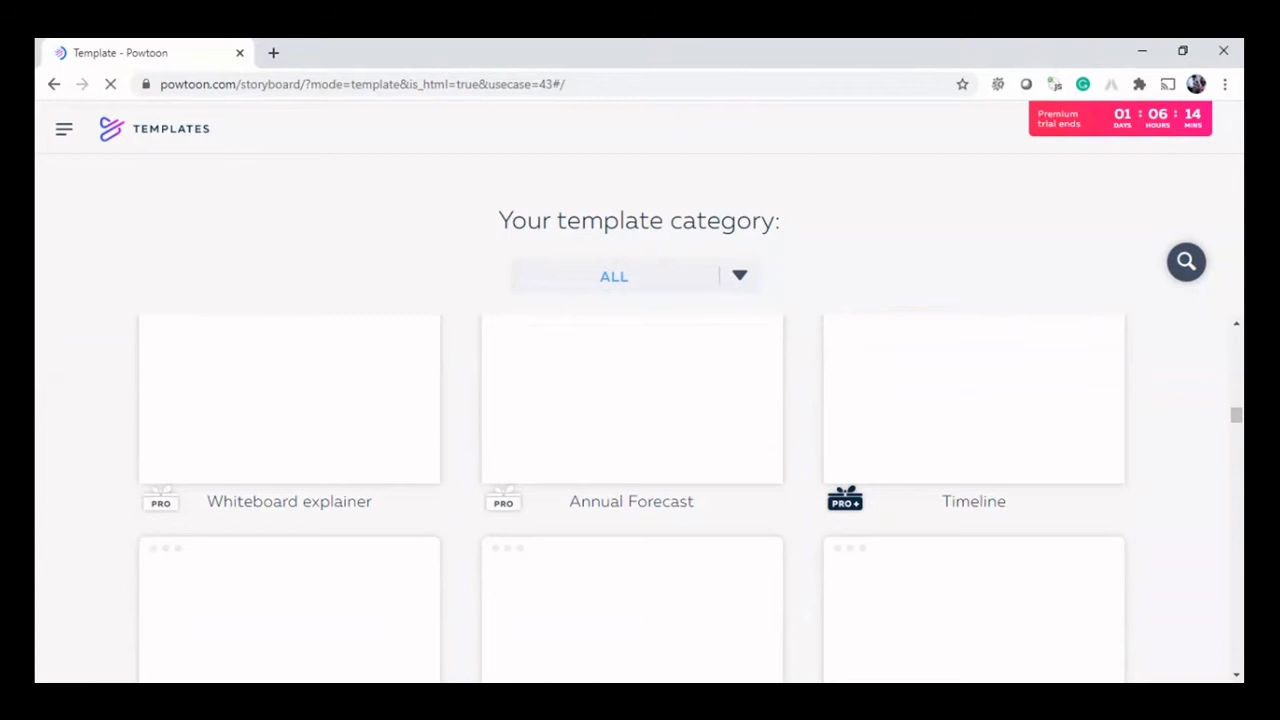 Template - Powtoon
powtoon.com/storyboard/?mode=template&is_html=true&usecase=43#/
TEMPLATES
Premium trial ends
01 : 06 : 14
DAYS HOURS MINS
Your template category:
ALL
PRO Whiteboard explainer
PRO Annual Forecast
PRO+ Timeline